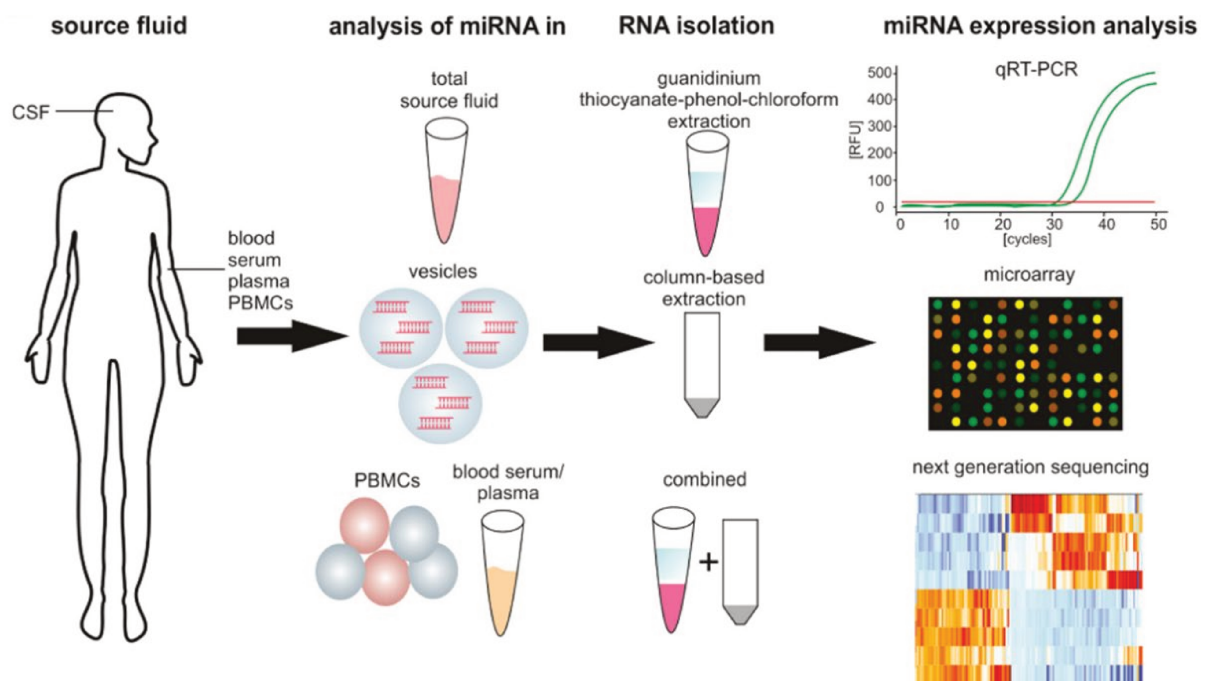 source fluid
analysis of miRNA in
RNA isolation
miRNA expression analysis
CSF
blood
serum
plasma
PBMCs
total
source fluid
vesicles
PBMCs
blood serum/
plasma
guanidinium
thiocyanate-phenol-chloroform
extraction
column-based
extraction
combined
+
qRT-PCR
[RFU]
500
400
300
200
100
0
0
10
20
30
40
50
[cycles]
microarray
next generation sequencing